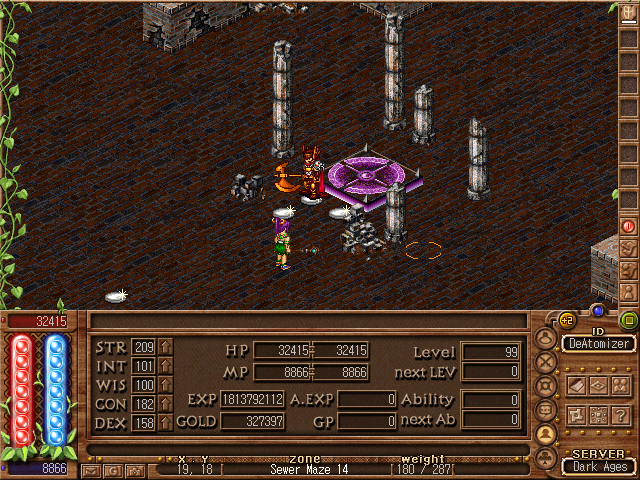 32415
+2
ID
DeAtomizer
STR 209
INT 101
WIS 100
CON 182
DEX 158
HP 32415 32415
MP 8866 8866
EXP 1813792112 A.EXP 0
GOLD 327397 GP 0
Level 99
next LEV 0
Ability 0
next Ab 0
8866
G
x . Y zone weight
19, 18 [ Sewer Maze 14 [180 / 287[
?
SERVER
Dark Ages